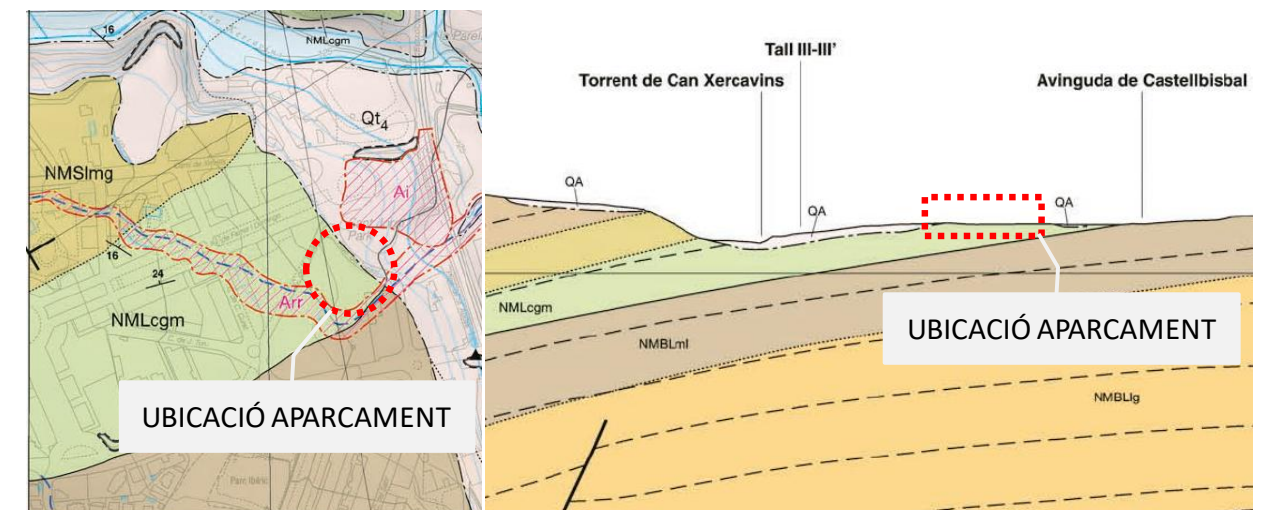 16
NMLcgm
Qt4
NMSlmg
Ai
16
24
Arr
NMLcgm
UBICACIÓ APARCAMENT
Parc Ibèric
Tall III-III’
Torrent de Can Xercavins
Avinguda de Castellbisbal
QA
QA
QA
NMLcgm
NMBLml
UBICACIÓ APARCAMENT
NMBLlg